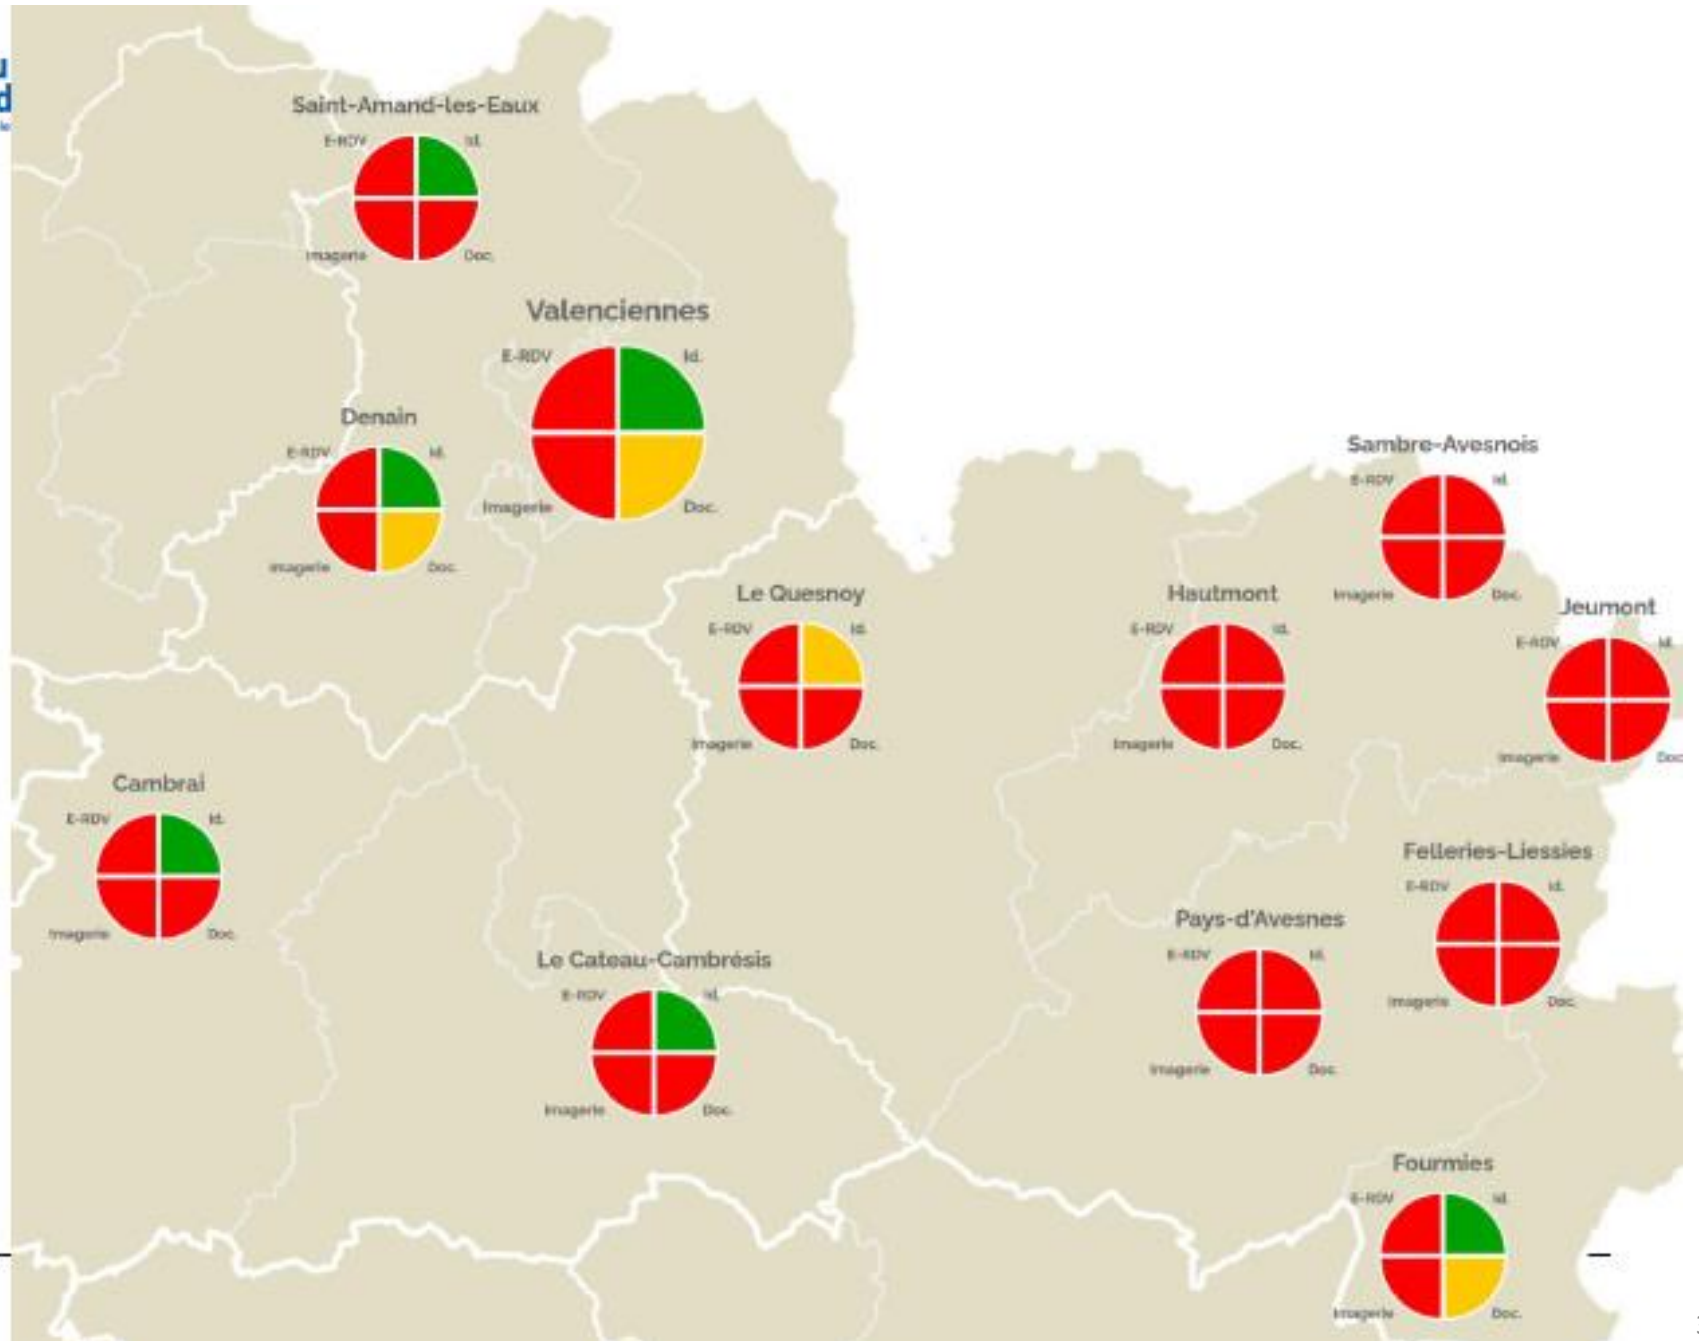 Saint-Amand-les-Eaux
E-RDV
Id.
Imagerie
Doc.
Valenciennes
E-RDV
Id.
Imagerie
Doc.
Denain
E-RDV
Id.
Imagerie
Doc.
Sambre-Avesnois
E-RDV
Id.
Imagerie
Doc.
Le Quesnoy
E-RDV
Id.
Imagerie
Doc.
Hautmont
E-RDV
Id.
Imagerie
Doc.
Jeumont
E-RDV
Id.
Imagerie
Doc
Cambrai
E-RDV
Id.
Imagerie
Doc.
Felleries-Liessies
E-RDV
Id.
Imagerie
Doc.
Pays-d'Avesnes
E-RDV
Id.
Imagerie
Doc.
Le Cateau-Cambrésis
E-RDV
Id.
Imagerie
Doc.
Fourmies
E-RDV
Id.
Imagerie
Doc.